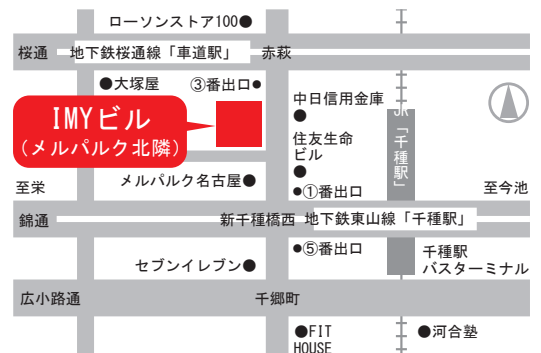 ローソンストア100●
桜通
地下鉄桜通線「車道駅」
赤萩
●大塚屋
③番出口●
中日信用金庫
●
IMYビル
(メルパルク北隣)
住友生命
ビル
●
JR「千種駅」
メルパルク名古屋●
●①番出口
至栄
至今池
錦通
新千種橋西
地下鉄東山線「千種駅」
●⑤番出口
千種駅
バスターミナル
セブンイレブン●
広小路通
千郷町
●FIT
HOUSE
●河合塾